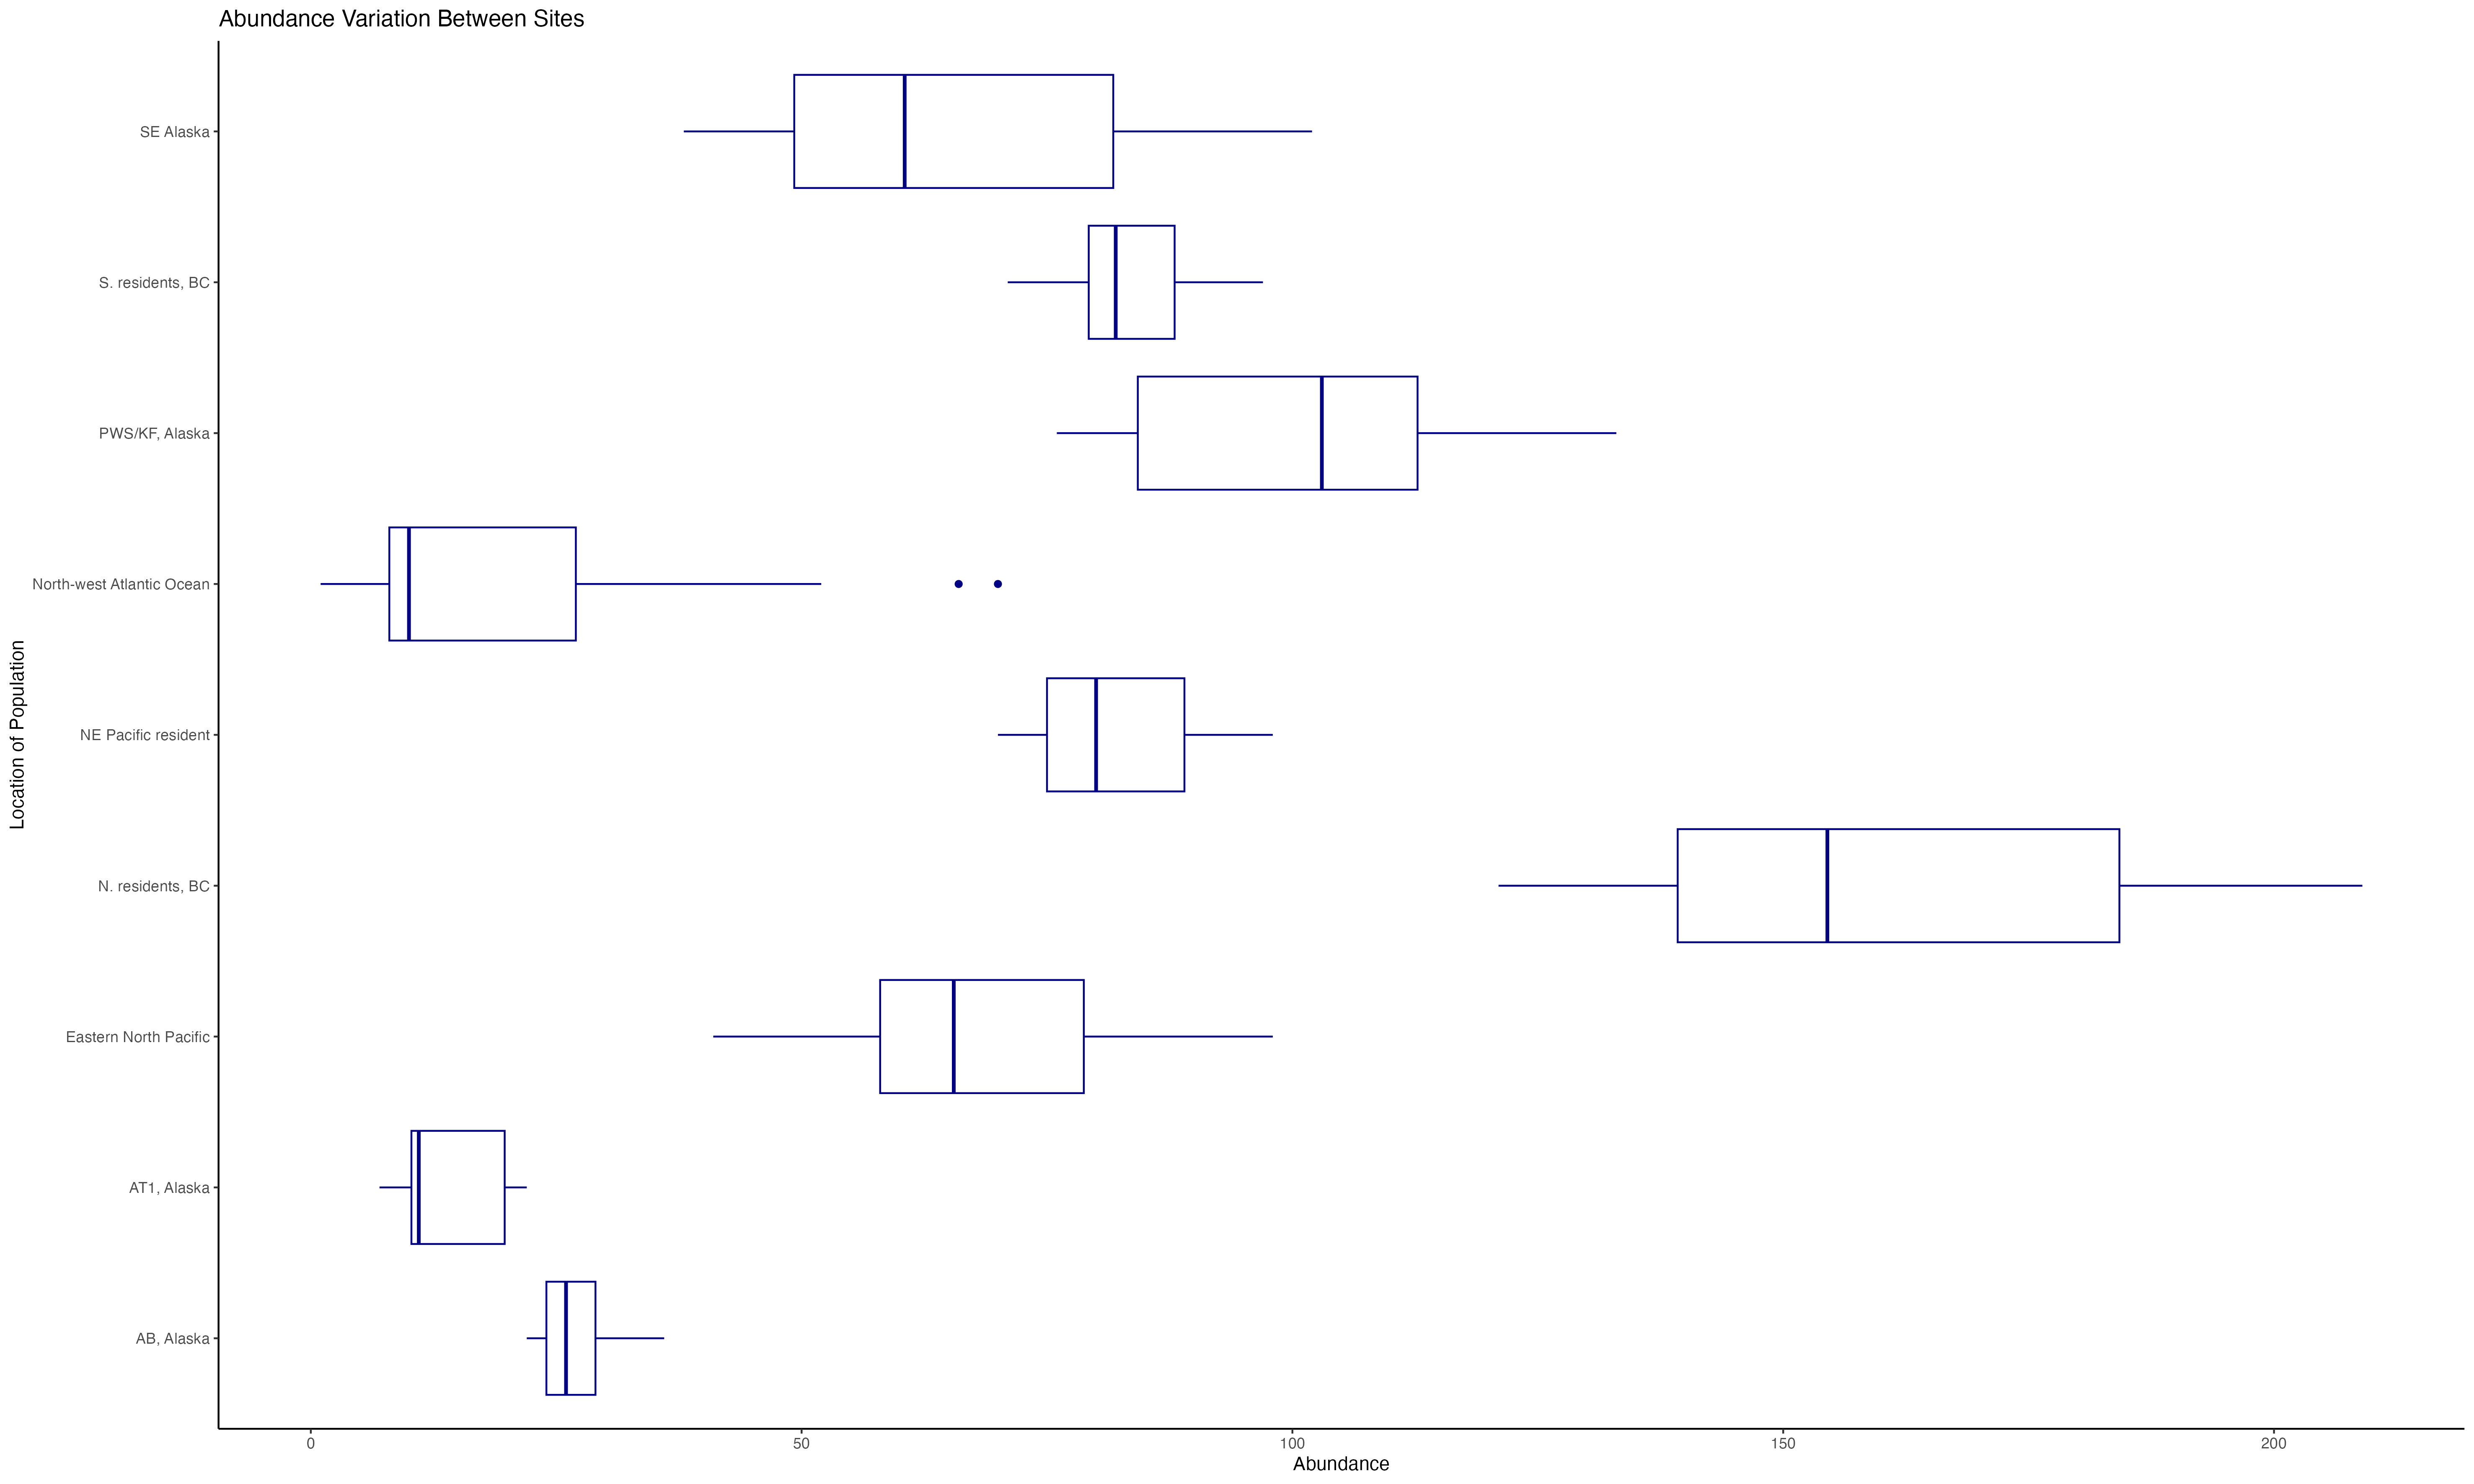 Abundance Variation Between Sites
Location of Population
SE Alaska
S. residents, BC
PWS/KF, Alaska
North-west Atlantic Ocean
NE Pacific resident
N. residents, BC
Eastern North Pacific
AT1, Alaska
AB, Alaska
0 50 100 150 200
Abundance